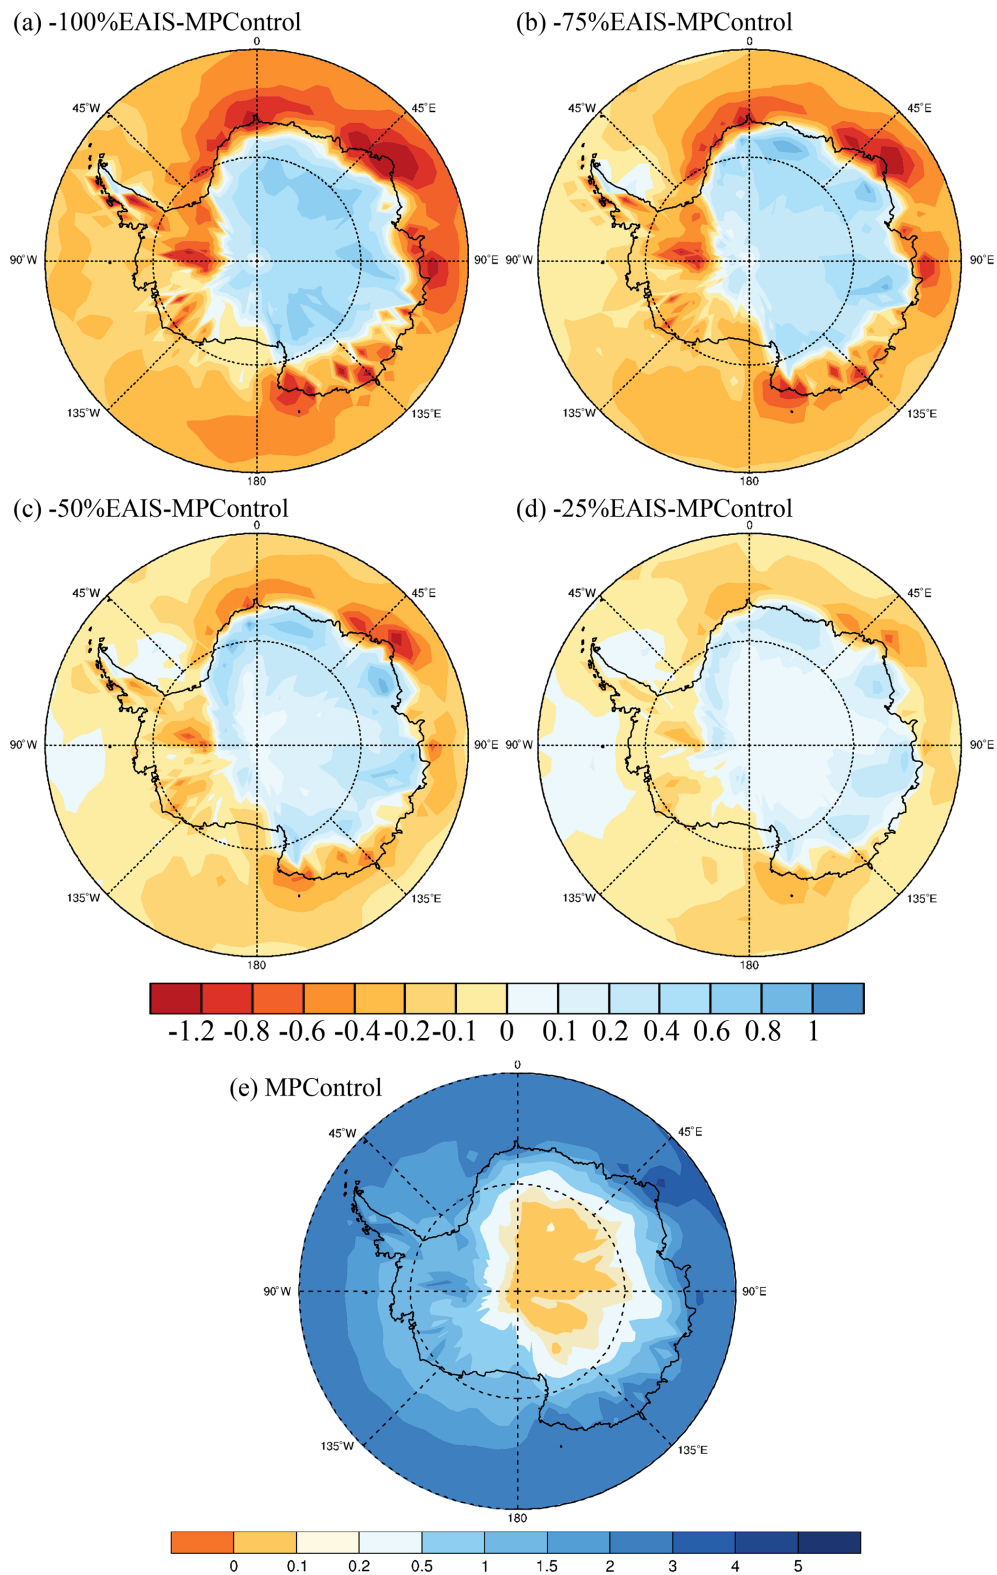 (a) -100%EAIS-MPControl
(b) -75%EAIS-MPControl
0
0
45°W
45°E
45°W
45°E
90°W
90°E
90°W
90°E
135°W
135°E
135°W
135°E
180
180
(c) -50%EAIS-MPControl
(d) -25%EAIS-MPControl
0
0
45°W
45°E
45°W
45°E
90°W
90°E
90°W
90°E
135°W
135°E
135°W
135°E
180
180
-1.2 -0.8 -0.6 -0.4 -0.2 -0.1 0 0.1 0.2 0.4 0.6 0.8 1
(e) MPControl
0
45°W
45°E
90°W
90°E
135°W
135°E
180
0 0.1 0.2 0.5 1 1.5 2 3 4 5